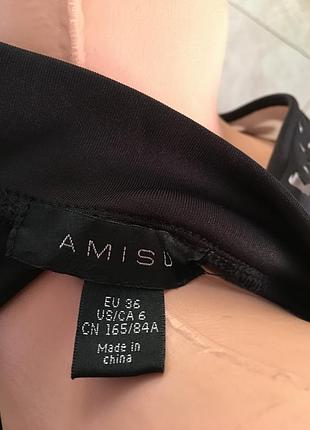 AMISU
EU 36
US/CA 6
CN 165/84A
Made in
china